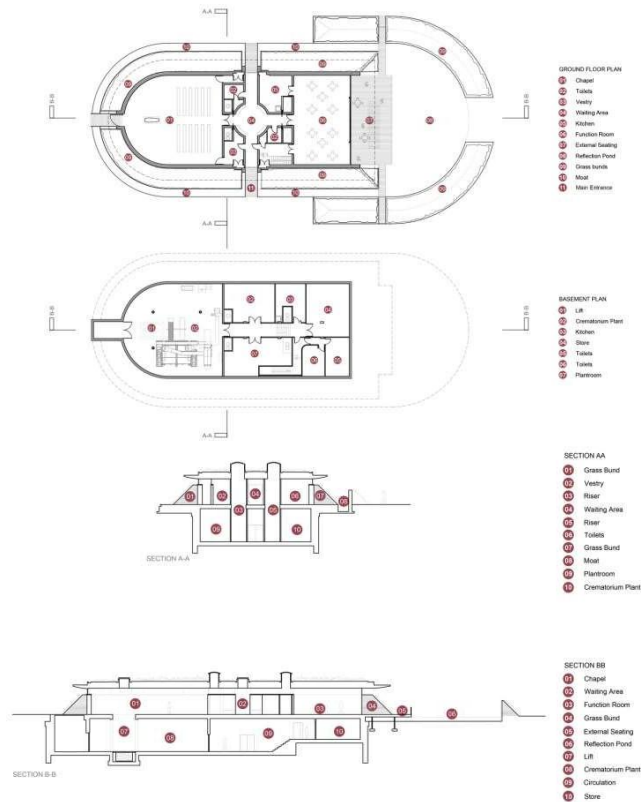 A-A
B-B
B-B
A-A
GROUND FLOOR PLAN
01 Chapel
02 Toilets
03 Vestry
04 Waiting Area
05 Kitchen
06 Function Room
07 External Seating
08 Reflection Pond
09 Grass bunds
10 Moat
11 Main Entrance
B-B
B-B
A-A
BASEMENT PLAN
01 Lift
02 Crematorium Plant
03 Kitchen
04 Store
05 Toilets
06 Toilets
07 Plantroom
SECTION A-A
SECTION AA
01 Grass Bund
02 Vestry
03 Riser
04 Waiting Area
05 Riser
06 Toilets
07 Grass Bund
08 Moat
09 Plantroom
10 Crematorium Plant
SECTION B-B
SECTION BB
01 Chapel
02 Waiting Area
03 Function Room
04 Grass Bund
05 External Seating
06 Reflection Pond
07 Lift
08 Crematorium Plant
09 Circulation
10 Store